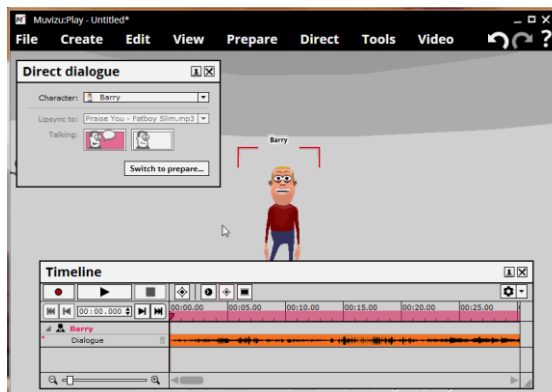 Muvizu:Play - Untitled*
File Create Edit View Prepare Direct Tools Video ?
Direct dialogue
Character: Barry
Lipsync to: Praise You - Fatboy Slim.mp3
Talking:
Switch to prepare...
Barry
Timeline
00:00.000 00:00.00 00:05.00 00:10.00 00:15.00 00:20.00 00:25.00
Barry
Dialogue